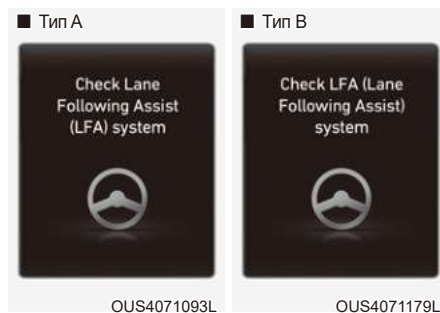 ■ Тип A
Check Lane
Following Assist
(LFA) system
OUS4071093L
■ Тип B
Check LFA (Lane
Following Assist)
system
OUS4071179L